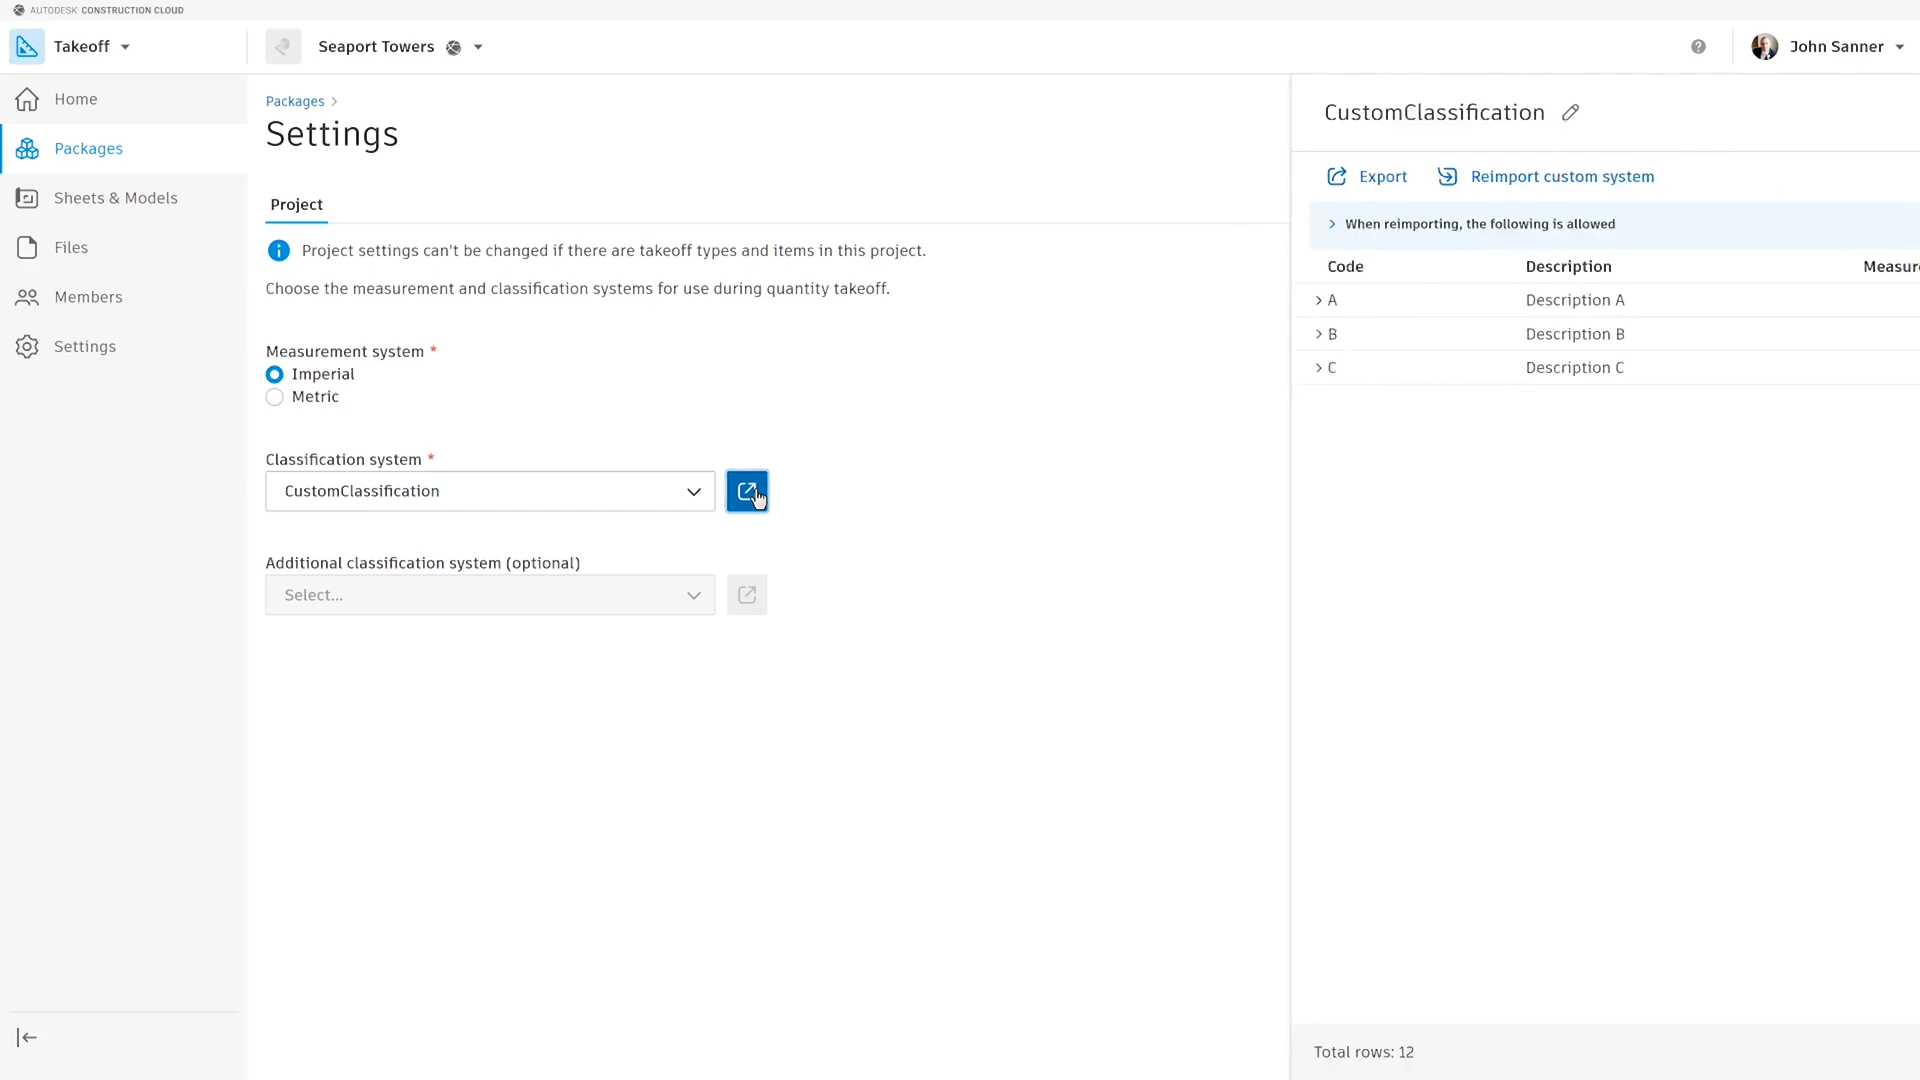 AUTODESK CONSTRUCTION CLOUD
Takeoff
Seaport Towers
John Sanner
Home
Packages
Sheets & Models
Files
Members
Settings
Packages
Settings
Project
Project settings can't be changed if there are takeoff types and items in this project.
Choose the measurement and classification systems for use during quantity takeoff.
Measurement system *
Imperial
Metric
Classification system *
CustomClassification
Additional classification system (optional)
Select...
CustomClassification
Export Reimport custom system
When reimporting, the following is allowed
Code Description Measure
A Description A
B Description B
C Description C
Total rows: 12